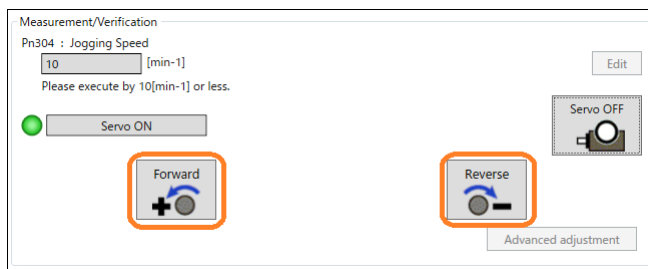 Measurement/Verification
Pn304 : Jogging Speed
10 [min-1]
Edit
Please execute by 10[min-1] or less.
Servo OFF
Servo ON
Forward
Reverse
Advanced adjustment